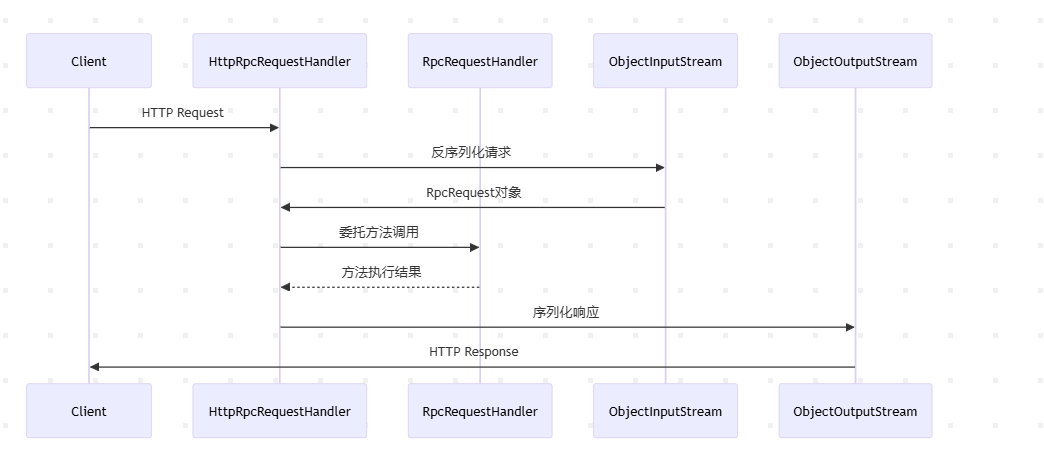 Client
HttpRpcRequestHandler
RpcRequestHandler
ObjectInputStream
ObjectOutputStream
HTTP Request
反序列化请求
RpcRequest对象
委托方法调用
方法执行结果
序列化响应
HTTP Response
Client
HttpRpcRequestHandler
RpcRequestHandler
ObjectInputStream
ObjectOutputStream